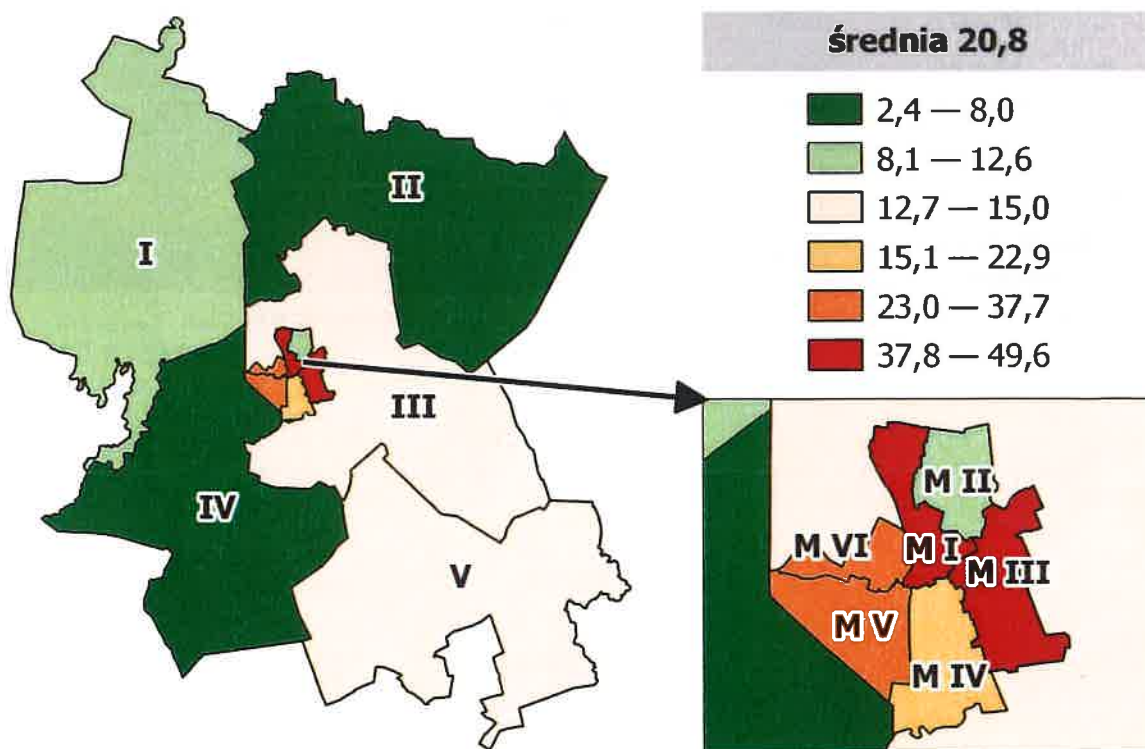 średnia 20,8
2,4 — 8,0
8,1 — 12,6
12,7 — 15,0
15,1 — 22,9
23,0 — 37,7
37,8 — 49,6
I
II
III
IV
V
M II
M VI
M I
M III
M V
M IV